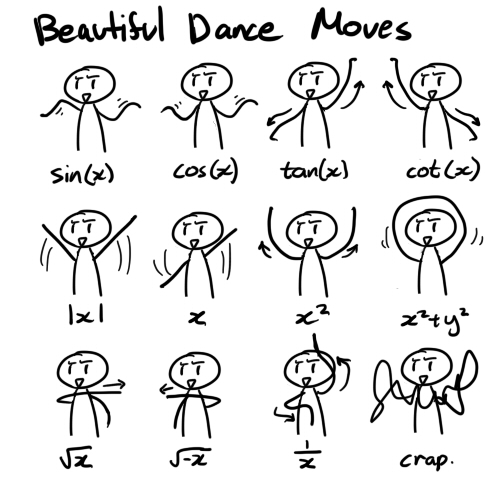 Beautiful Dance Moves
sin(x) cos(x) tan(x) cot(x)
|x| x x² x²+y²
√x √-x 1/x crap.